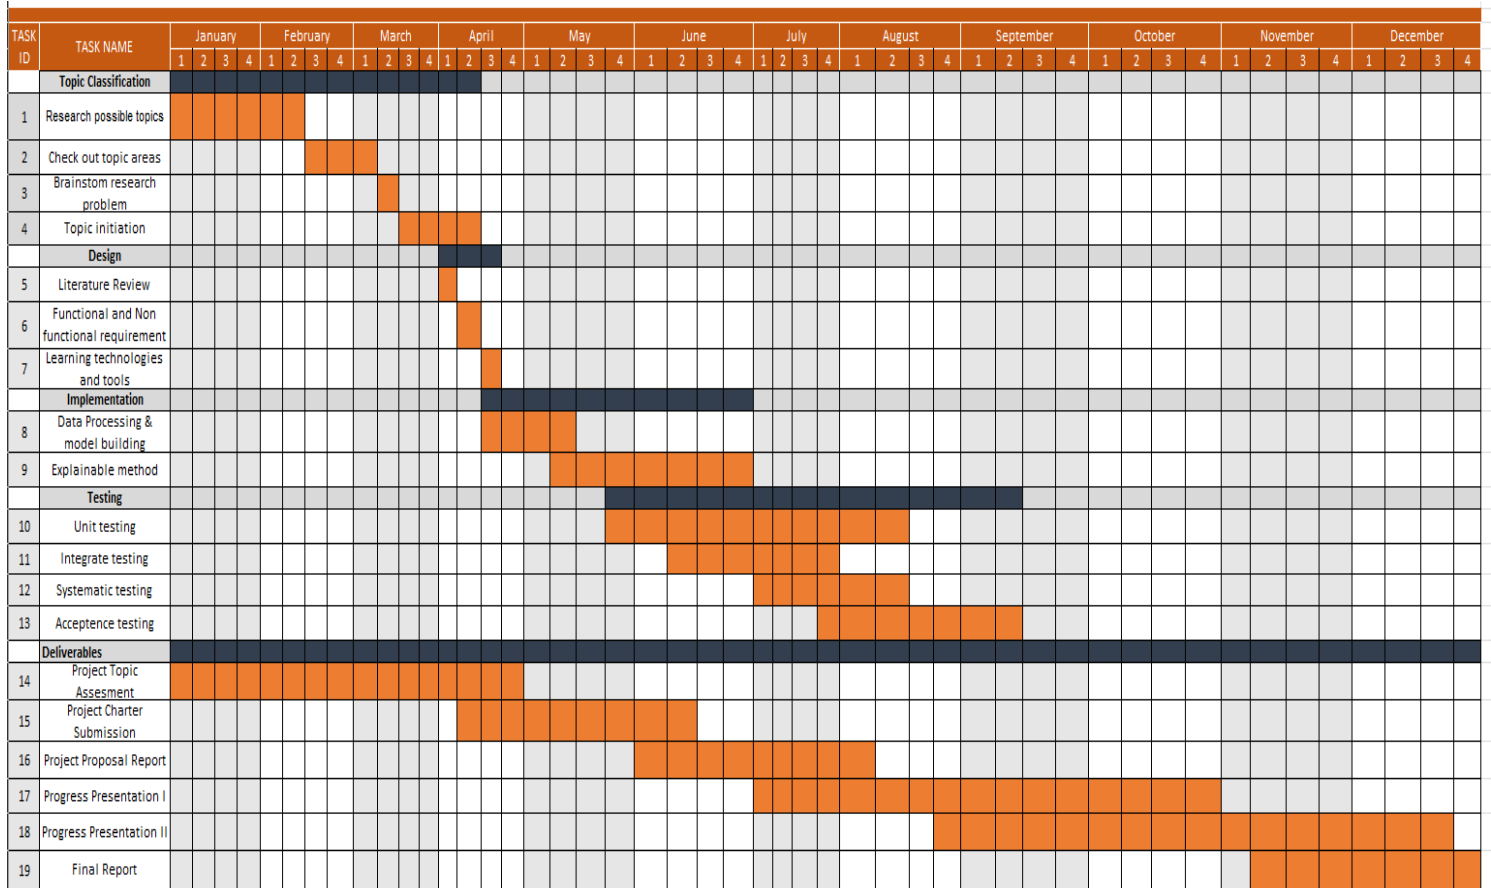 TASK ID TASK NAME January February March April May June July August September October November December
1 2 3 4 1 2 3 4 1 2 3 4 1 2 3 4 1 2 3 4 1 2 3 4 1 2 3 4 1 2 3 4 1 2 3 4 1 2 3 4 1 2 3 4 1 2 3 4
Topic Classification
1 Research possible topics
2 Check out topic areas
3 Brainstom research
problem
4 Topic initiation
Design
5 Literature Review
6 Functional and Non
functional requirement
7 Learning technologies
and tools
Implementation
8 Data Processing &
model building
9 Explainable method
Testing
10 Unit testing
11 Integrate testing
12 Systematic testing
13 Acceptence testing
Deliverables
14 Project Topic
Assesment
15 Project Charter
Submission
16 Project Proposal Report
17 Progress Presentation I
18 Progress Presentation II
19 Final Report